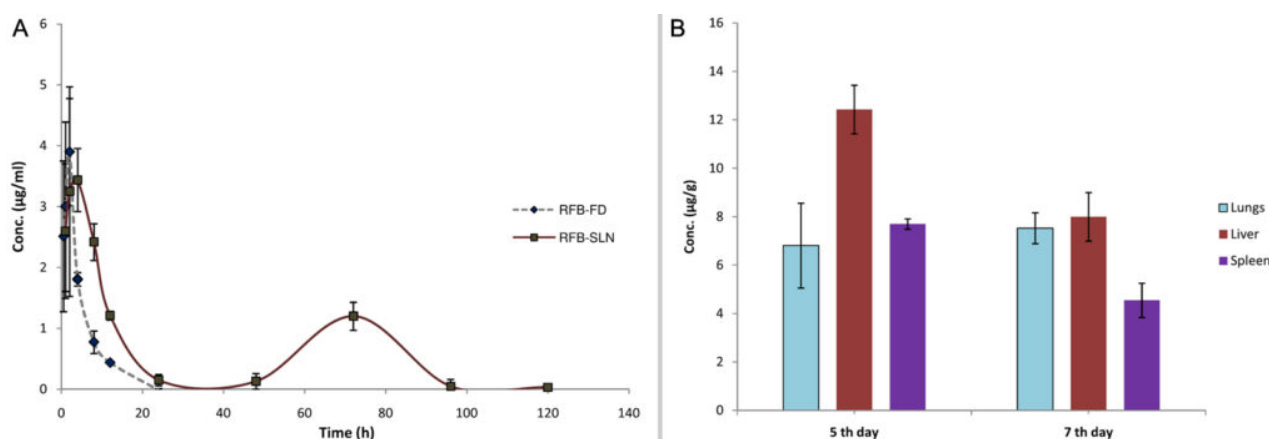 A
Conc. (µg/ml)
6
5
4
3
2
1
0
0 20 40 60 80 100 120 140
Time (h)
RFB-FD
RFB-SLN
B
Conc. (µg/g)
16
14
12
10
8
6
4
2
0
5 th day 7 th day
Lungs
Liver
Spleen